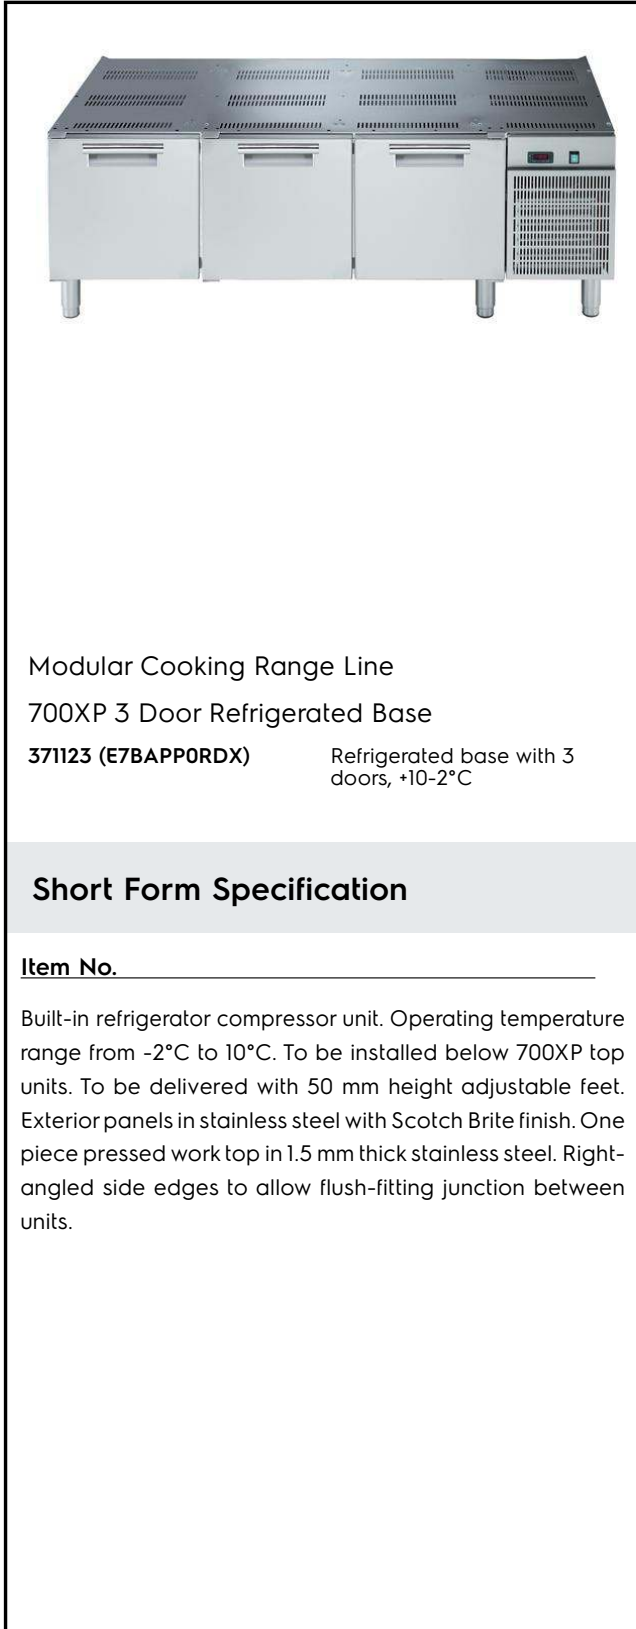 Modular Cooking Range Line
700XP 3 Door Refrigerated Base
371123 (E7BAPP0RDX)
Refrigerated base with 3
doors, +10-2°C
Short Form Specification
Item No.
Built-in refrigerator compressor unit. Operating temperature
range from -2°C to 10°C. To be installed below 700XP top
units. To be delivered with 50 mm height adjustable feet.
Exterior panels in stainless steel with Scotch Brite finish. One
piece pressed work top in 1.5 mm thick stainless steel. Right-
angled side edges to allow flush-fitting junction between
units.